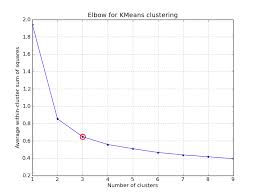 Elbow for KMeans clustering
Average within-cluster sum of squares
2.0
1.8
1.6
1.4
1.2
1.0
0.8
0.6
0.4
0.2
1 2 3 4 5 6 7 8 9
Number of clusters